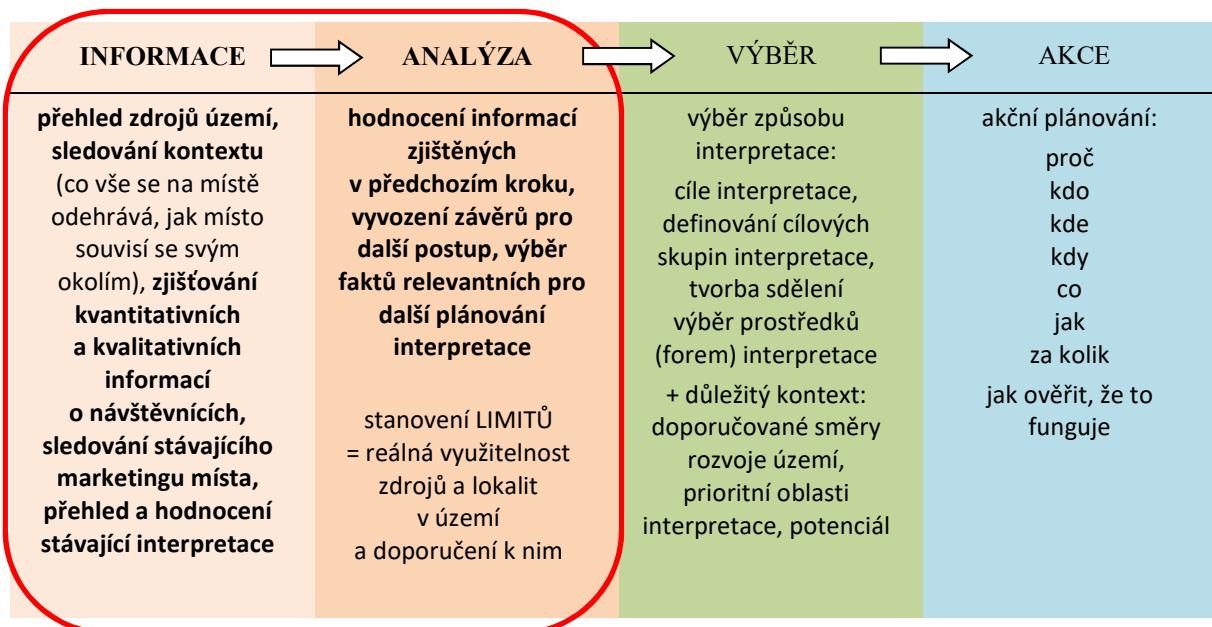 INFORMACE
ANALÝZA
VÝBĚR
AKCE
přehled zdrojů území,
sledování kontextu
(co vše se na místě
odehrává, jak místo
souvisí se svým
okolím), zjišťování
kvantitativních
a kvalitativních
informací
o návštěvnících,
sledování stávajícího
marketingu místa,
přehled a hodnocení
stávající interpretace
hodnocení informací
zjištěných
v předchozím kroku,
vyvození závěrů pro
další postup, výběr
faktů relevantních pro
další plánování
interpretace
stanovení LIMITŮ
= reálná využitelnost
zdrojů a lokalit
v území
a doporučení k nim
výběr způsobu
interpretace:
cíle interpretace,
definování cílových
skupin interpretace,
tvorba sdělení
výběr prostředků
(forem) interpretace
+ důležitý kontext:
doporučované směry
rozvoje území,
prioritní oblasti
interpretace, potenciál
akční plánování:
proč
kdo
kde
kdy
co
jak
za kolik
jak ověřit, že to
funguje